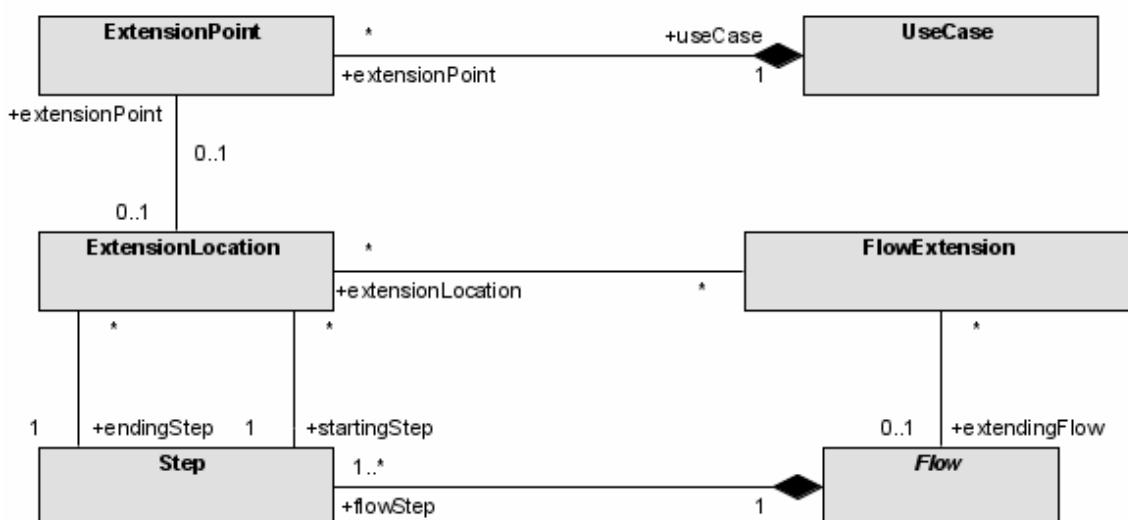 ExtensionPoint
*
+useCase
UseCase
+extensionPoint
1
+extensionPoint
0..1
0..1
ExtensionLocation
*
FlowExtension
+extensionLocation
*
*
*
*
1
+endingStep
1
+startingStep
0..1
+extendingFlow
Step
1..*
Flow
+flowStep
1